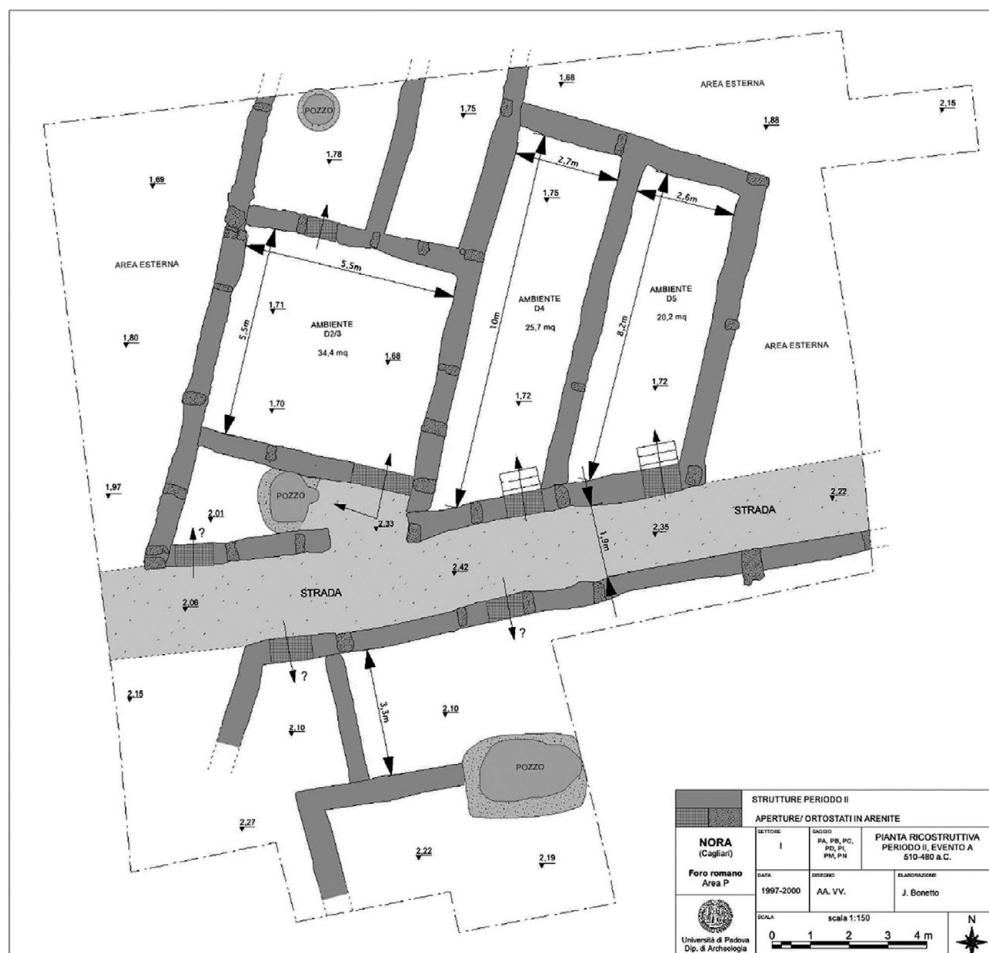 1,68
AREA ESTERNA
2,15
POZZO
1,75
1,88
1,78
2,7m
1,69
1,75
2,6m
AREA ESTERNA
5,5m
1,71
AMBIENTE
D2/3
34,4 mq
5,5m
10m
AMBIENTE
D4
25,7 mq
AMBIENTE
D5
20,2 mq
8,2m
1,80
1,68
AREA ESTERNA
1,70
1,72
1,72
1,97
POZZO
2,01
?
2,33
STRADA
2,22
2,35
1,9m
2,42
STRADA
2,06
?
?
2,15
3,3m
2,10
2,10
POZZO
2,27
2,22
2,19
STRUTTURE PERIODO II
APERTURE/ ORTOSTATI IN ARENITE
NORA
(Cagliari)
Foro romano
Area P
SETTORE
I
SAGGIO
PA, PB, PC,
PD, PI,
PM, PN
PIANTA RICOSTRUTTIVA
PERIODO II, EVENTO A
510-480 a.C.
DATA
1997-2000
DISEGNO
AA. VV.
ELABORAZIONE
J. Bonetto
Università di Padova
Dip. di Archeologia
SCALA
scala 1:150
0 1 2 3 4 m
N